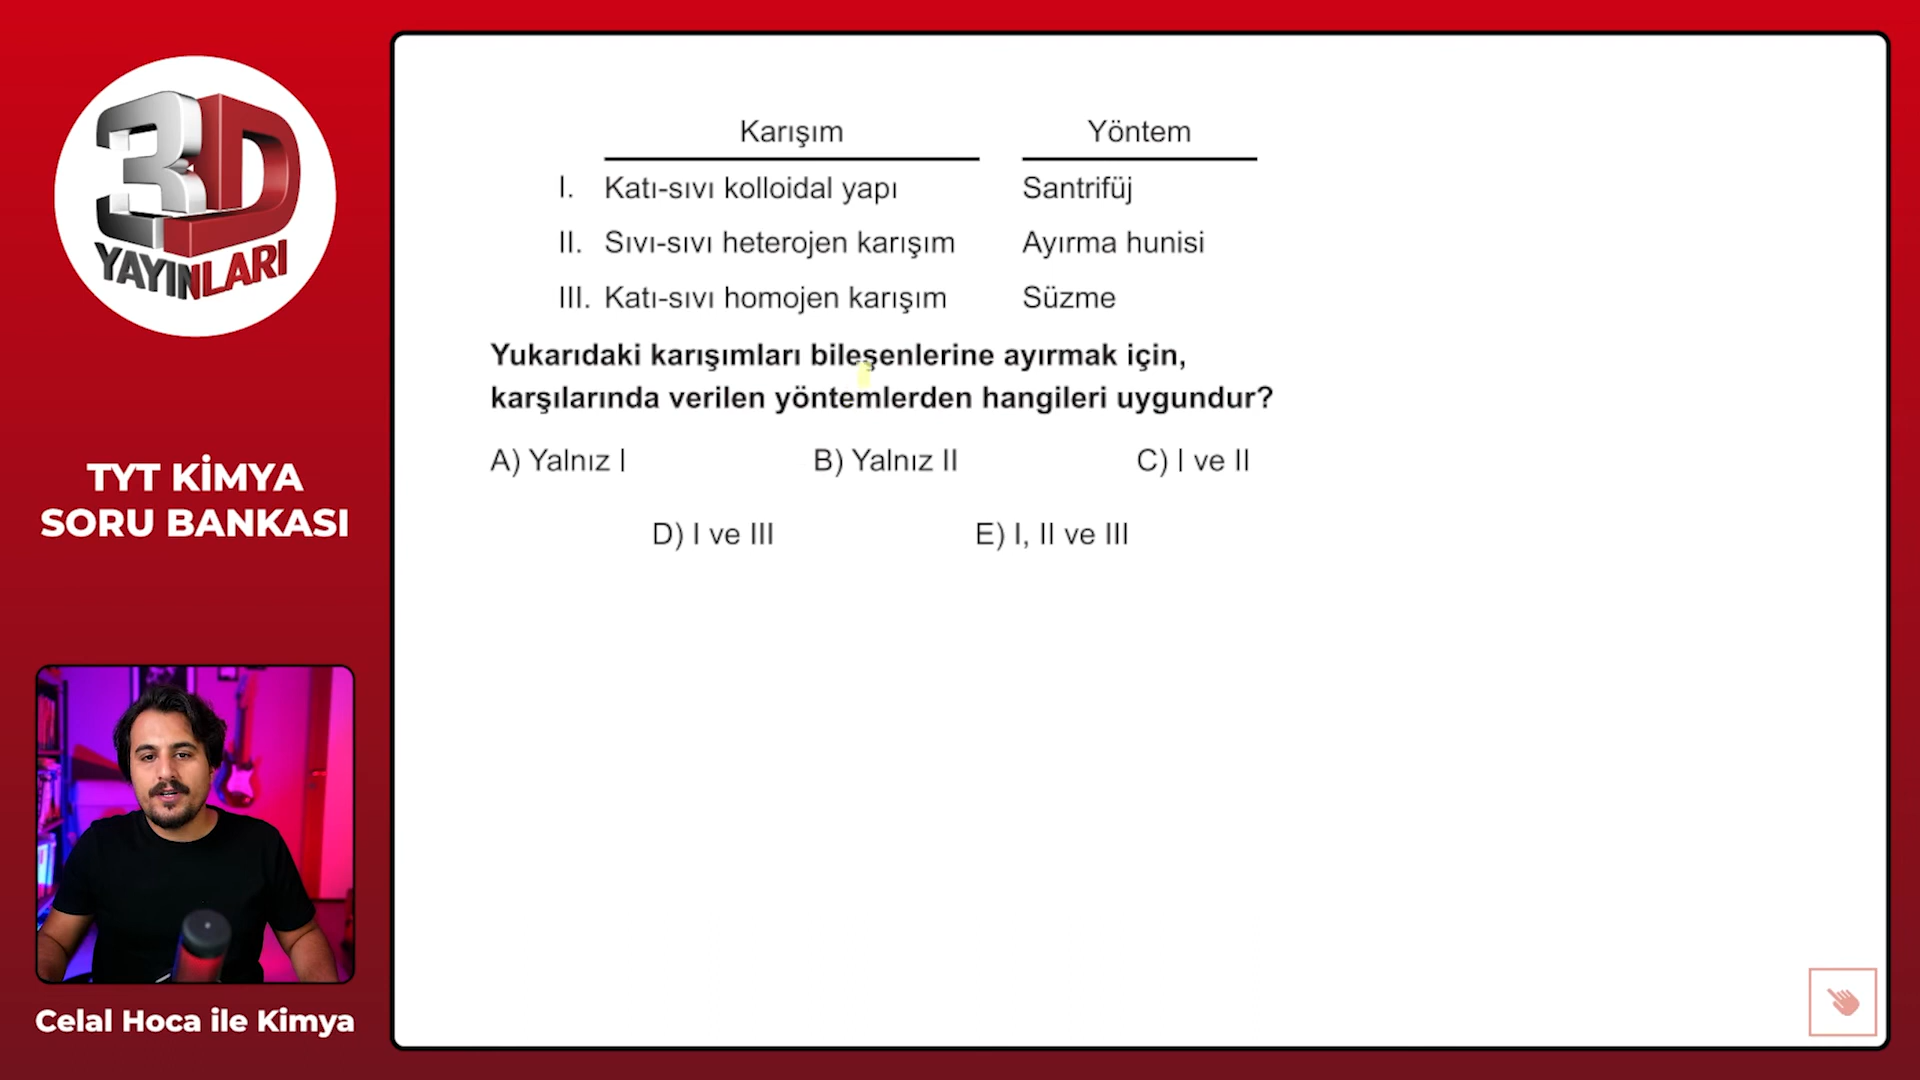 3D
YAYINLARI
TYT KİMYA
SORU BANKASI
Celal Hoca ile Kimya
Karışım Yöntem
I. Katı-sıvı kolloidal yapı Santrifüj
II. Sıvı-sıvı heterojen karışım Ayırma hunisi
III. Katı-sıvı homojen karışım Süzme
Yukarıdaki karışımları bileşenlerine ayırmak için,
karşılarında verilen yöntemlerden hangileri uygundur?
A) Yalnız I B) Yalnız II C) I ve II
D) I ve III E) I, II ve III